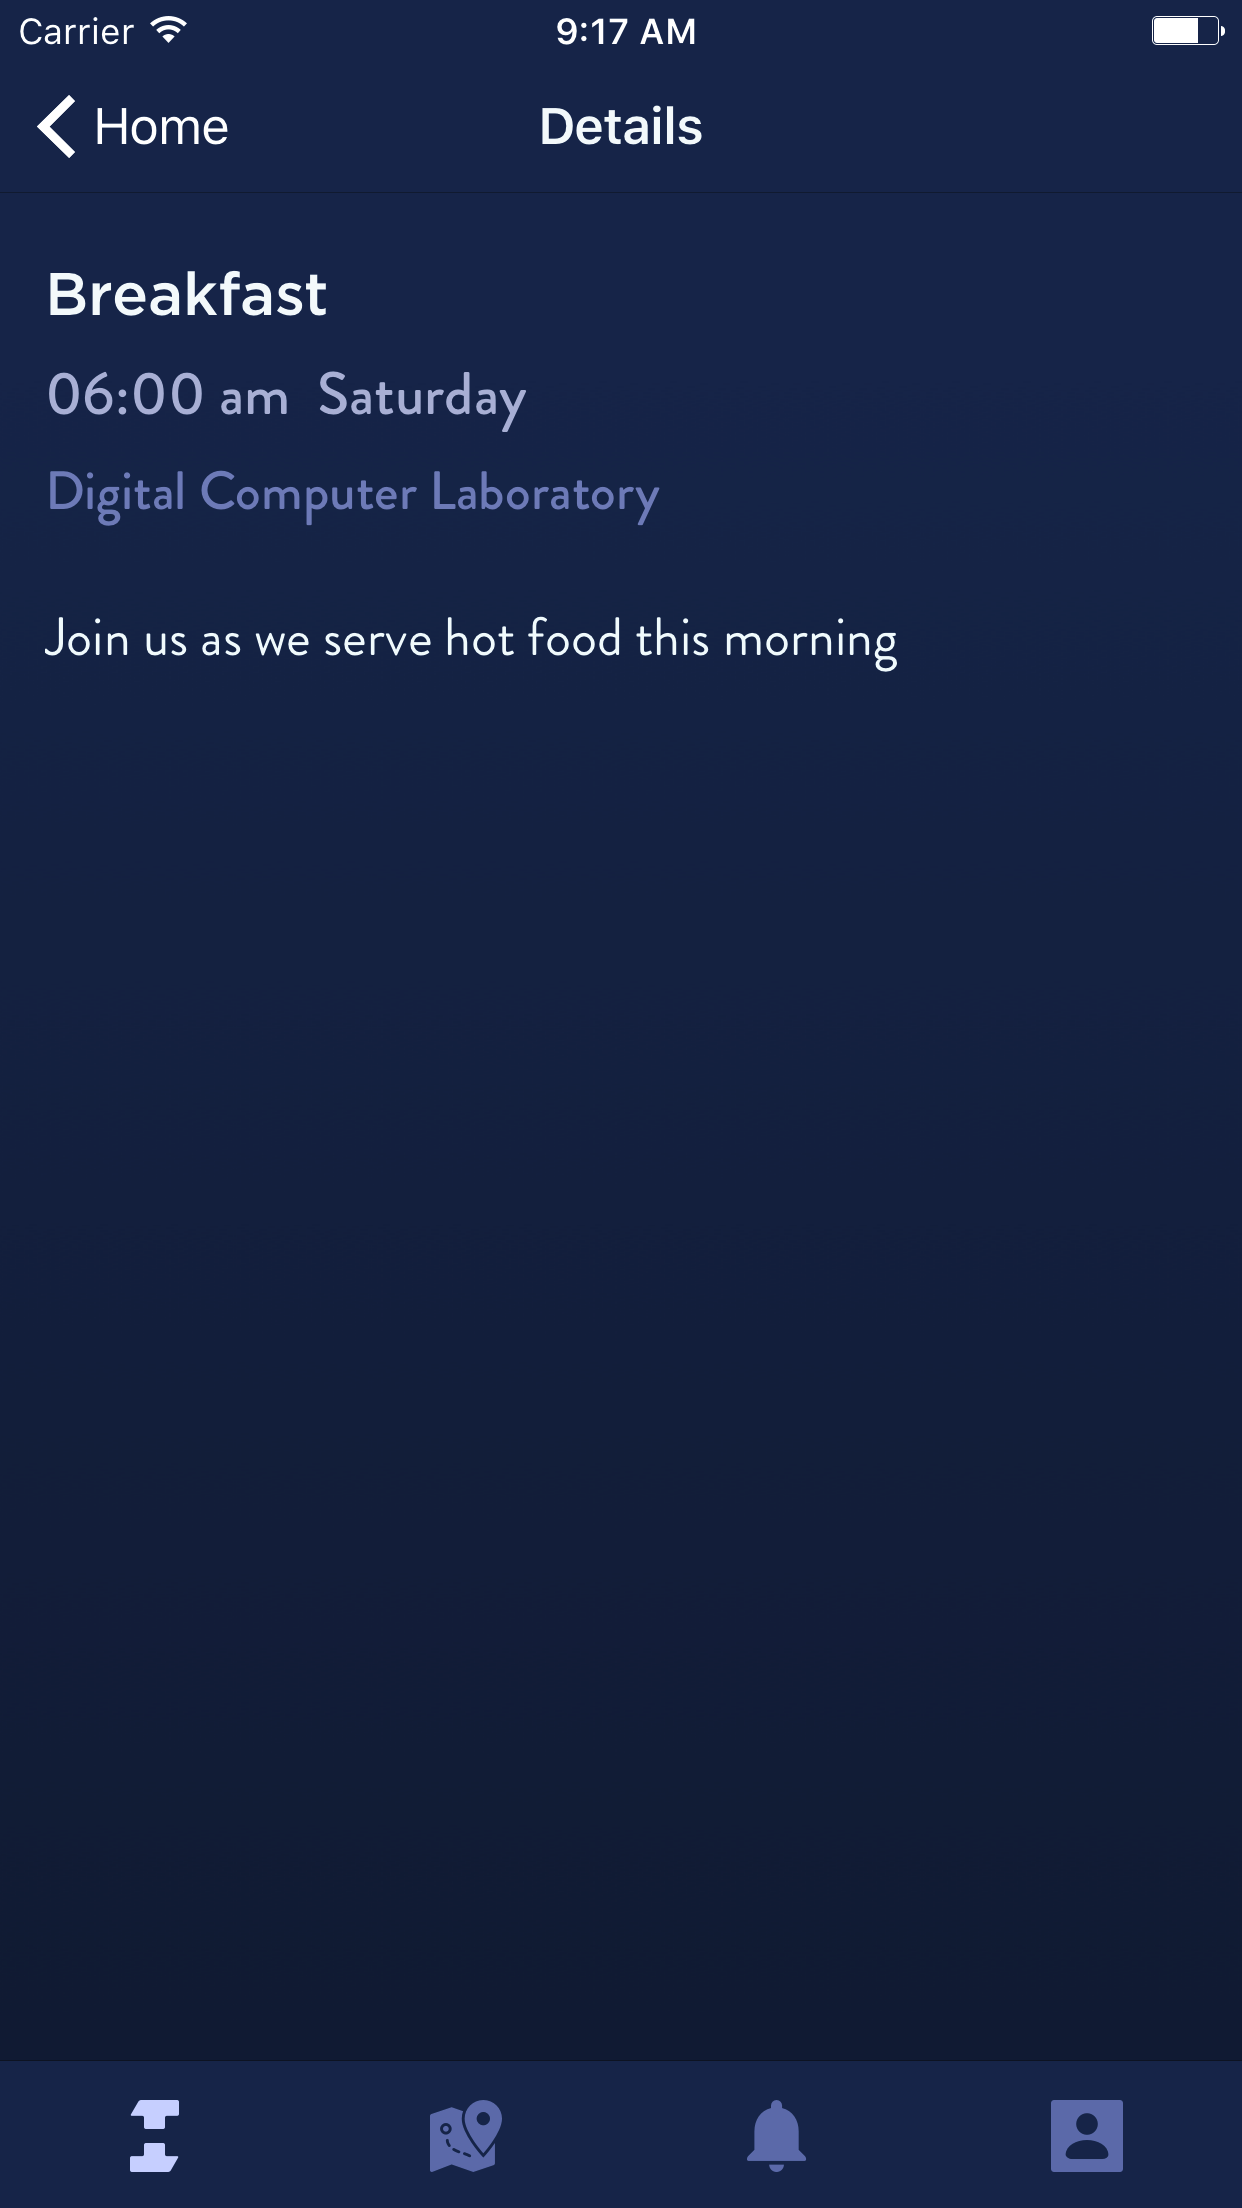 Carrier 9:17 AM
Home Details
Breakfast
06:00 am Saturday
Digital Computer Laboratory
Join us as we serve hot food this morning